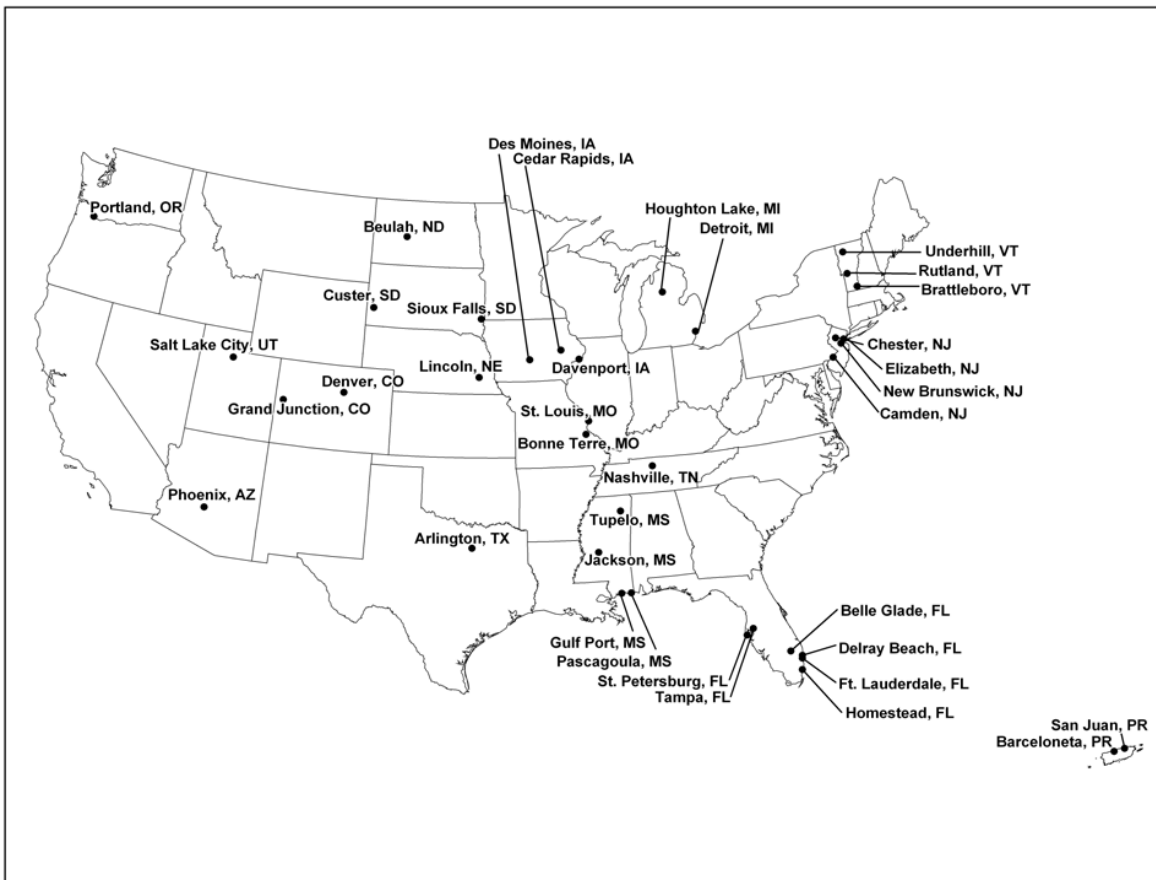 Des Moines, IA
Cedar Rapids, IA
Portland, OR
Houghton Lake, MI
Beulah, ND
Detroit, MI
Underhill, VT
Rutland, VT
Brattleboro, VT
Custer, SD
Sioux Falls, SD
Salt Lake City, UT
Chester, NJ
Lincoln, NE
Davenport, IA
Elizabeth, NJ
Denver, CO
New Brunswick, NJ
Grand Junction, CO
St. Louis, MO
Camden, NJ
Bonne Terre, MO
Nashville, TN
Phoenix, AZ
Tupelo, MS
Arlington, TX
Jackson, MS
Belle Glade, FL
Gulf Port, MS
Delray Beach, FL
Pascagoula, MS
St. Petersburg, FL
Ft. Lauderdale, FL
Tampa, FL
Homestead, FL
San Juan, PR
Barceloneta, PR